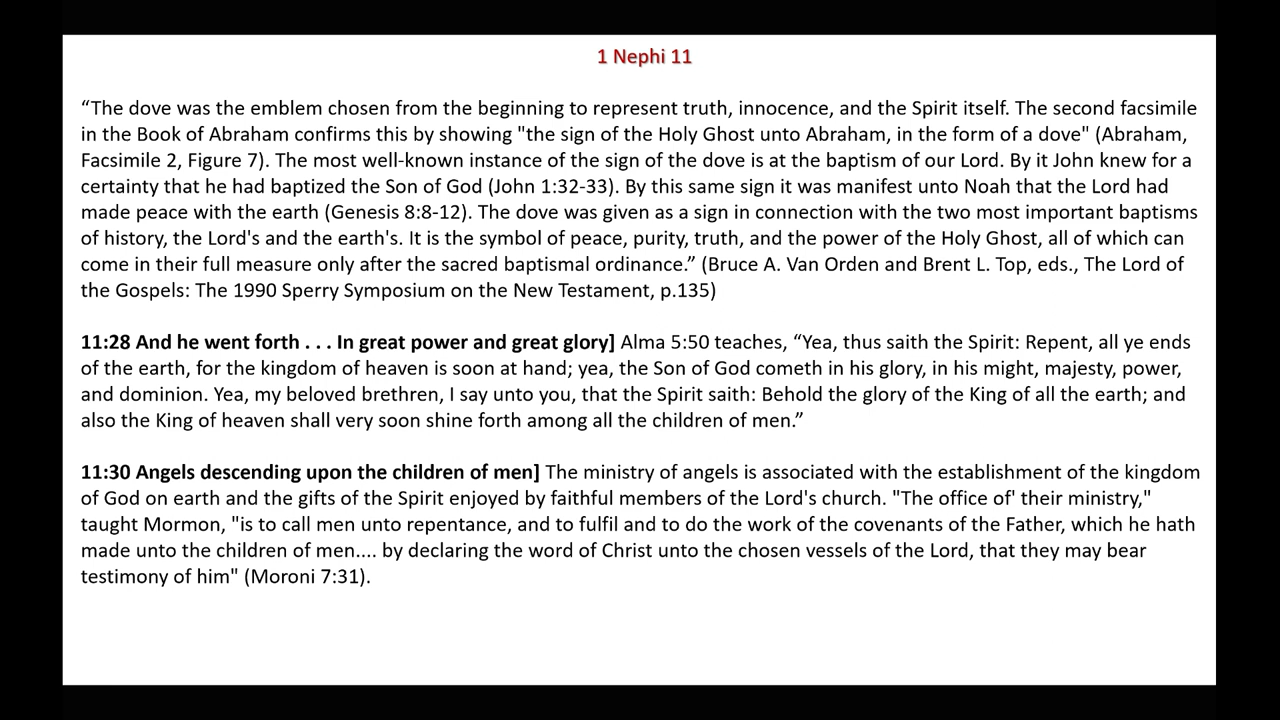 1 Nephi 11
“The dove was the emblem chosen from the beginning to represent truth, innocence, and the Spirit itself. The second facsimile
in the Book of Abraham confirms this by showing "the sign of the Holy Ghost unto Abraham, in the form of a dove" (Abraham,
Facsimile 2, Figure 7). The most well-known instance of the sign of the dove is at the baptism of our Lord. By it John knew for a
certainty that he had baptized the Son of God (John 1:32-33). By this same sign it was manifest unto Noah that the Lord had
made peace with the earth (Genesis 8:8-12). The dove was given as a sign in connection with the two most important baptisms
of history, the Lord's and the earth's. It is the symbol of peace, purity, truth, and the power of the Holy Ghost, all of which can
come in their full measure only after the sacred baptismal ordinance.” (Bruce A. Van Orden and Brent L. Top, eds., The Lord of
the Gospels: The 1990 Sperry Symposium on the New Testament, p.135)
11:28 And he went forth . . . In great power and great glory] Alma 5:50 teaches, “Yea, thus saith the Spirit: Repent, all ye ends
of the earth, for the kingdom of heaven is soon at hand; yea, the Son of God cometh in his glory, in his might, majesty, power,
and dominion. Yea, my beloved brethren, I say unto you, that the Spirit saith: Behold the glory of the King of all the earth; and
also the King of heaven shall very soon shine forth among all the children of men.”
11:30 Angels descending upon the children of men] The ministry of angels is associated with the establishment of the kingdom
of God on earth and the gifts of the Spirit enjoyed by faithful members of the Lord's church. "The office of' their ministry,"
taught Mormon, "is to call men unto repentance, and to fulfil and to do the work of the covenants of the Father, which he hath
made unto the children of men.... by declaring the word of Christ unto the chosen vessels of the Lord, that they may bear
testimony of him" (Moroni 7:31).